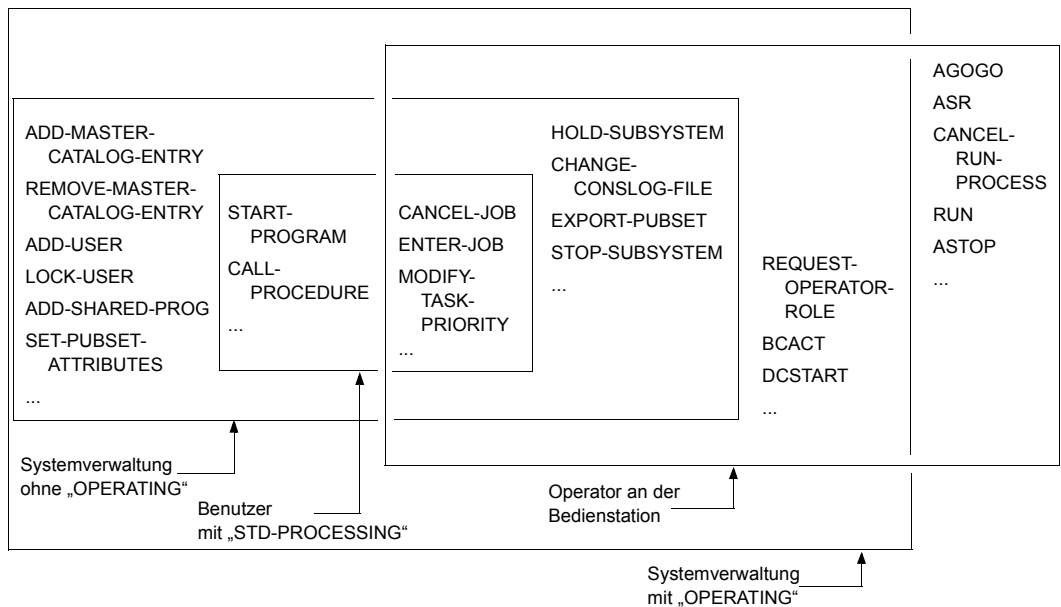 ADD-MASTER-
CATALOG-ENTRY
REMOVE-MASTER-
CATALOG-ENTRY
ADD-USER
LOCK-USER
ADD-SHARED-PROG
SET-PUBSET-
ATTRIBUTES
...
START-
PROGRAM
CALL-
PROCEDURE
...
CANCEL-JOB
ENTER-JOB
MODIFY-
TASK-
PRIORITY
...
HOLD-SUBSYSTEM
CHANGE-
CONSLOG-FILE
EXPORT-PUBSET
STOP-SUBSYSTEM
...
REQUEST-
OPERATOR-
ROLE
BCACT
DCSTART
...
AGOGO
ASR
CANCEL-
RUN-
PROCESS
RUN
ASTOP
...
Systemverwaltung
ohne „OPERATING“
Benutzer
mit „STD-PROCESSING“
Operator an der
Bedienstation
Systemverwaltung
mit „OPERATING“